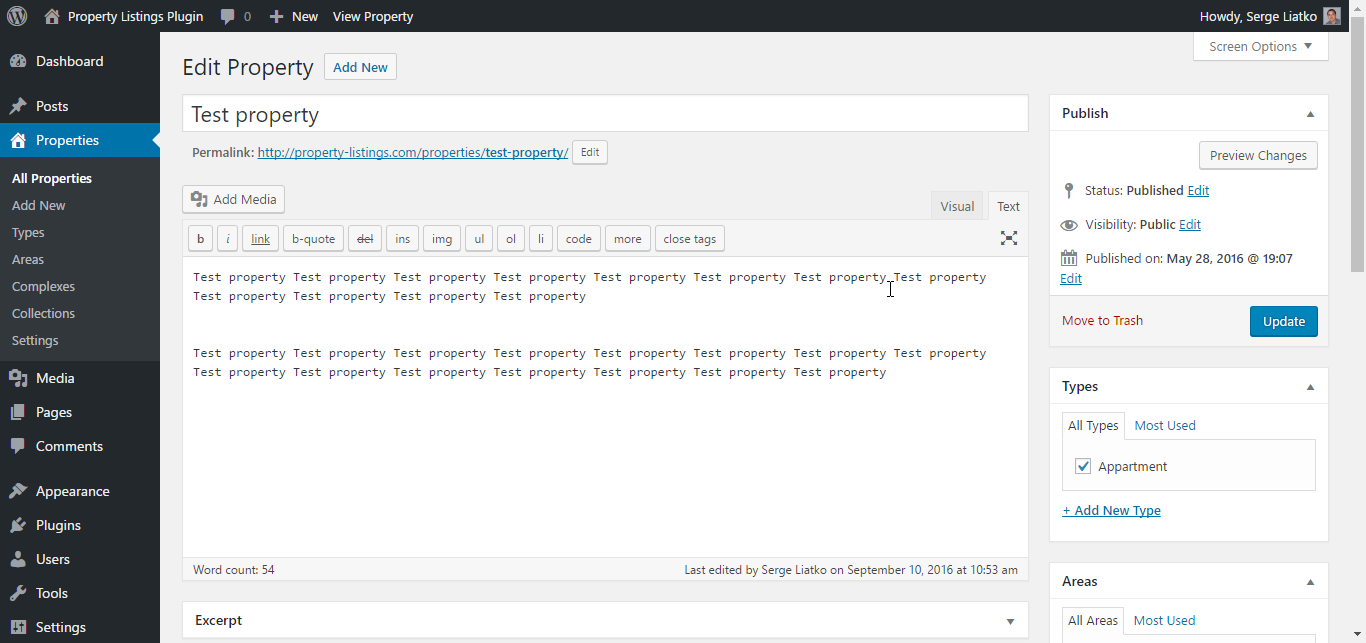 Property Listings Plugin 0 New View Property Howdy, Serge Liatko
Screen Options
Dashboard
Posts
Properties
All Properties
Add New
Types
Areas
Complexes
Collections
Settings
Media
Pages
Comments
Appearance
Plugins
Users
Tools
Settings
Edit Property Add New
Test property
Permalink: http://property-listings.com/properties/test-property/ Edit
Add Media
Visual Text
b i link b-quote del ins img ul ol li code more close tags
Test property Test property Test property Test property Test property Test property Test property Test property
Test property Test property Test property Test property
Test property Test property Test property Test property Test property Test property Test property Test property
Test property Test property Test property Test property Test property Test property Test property
Word count: 54 Last edited by Serge Liatko on September 10, 2016 at 10:53 am
Excerpt
Publish
Preview Changes
Status: Published Edit
Visibility: Public Edit
Published on: May 28, 2016 @ 19:07
Edit
Move to Trash Update
Types
All Types Most Used
Appartment
+ Add New Type
Areas
All Areas Most Used